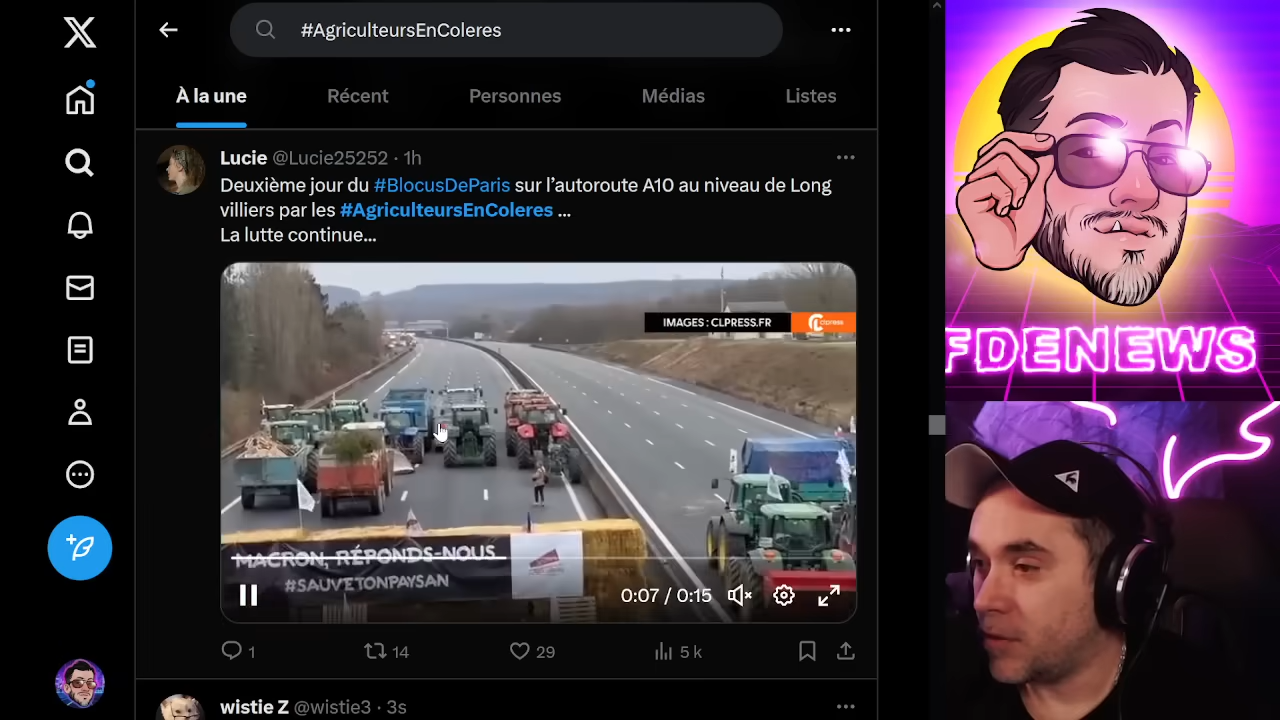 #AgriculteursEnColeres
À la une
Récent
Personnes
Médias
Listes
Lucie @Lucie25252 · 1h
Deuxième jour du #BlocusDeParis sur l’autoroute A10 au niveau de Long
villiers par les #AgriculteursEnColeres ...
La lutte continue...
IMAGES : CLPRESS.FR
clpress
MACRON, RÉPONDS-NOUS
#SAUVETONPAYSAN
0:07 / 0:15
1
14
29
5 k
wistie Z @wistie3 · 3s
FDENEWS